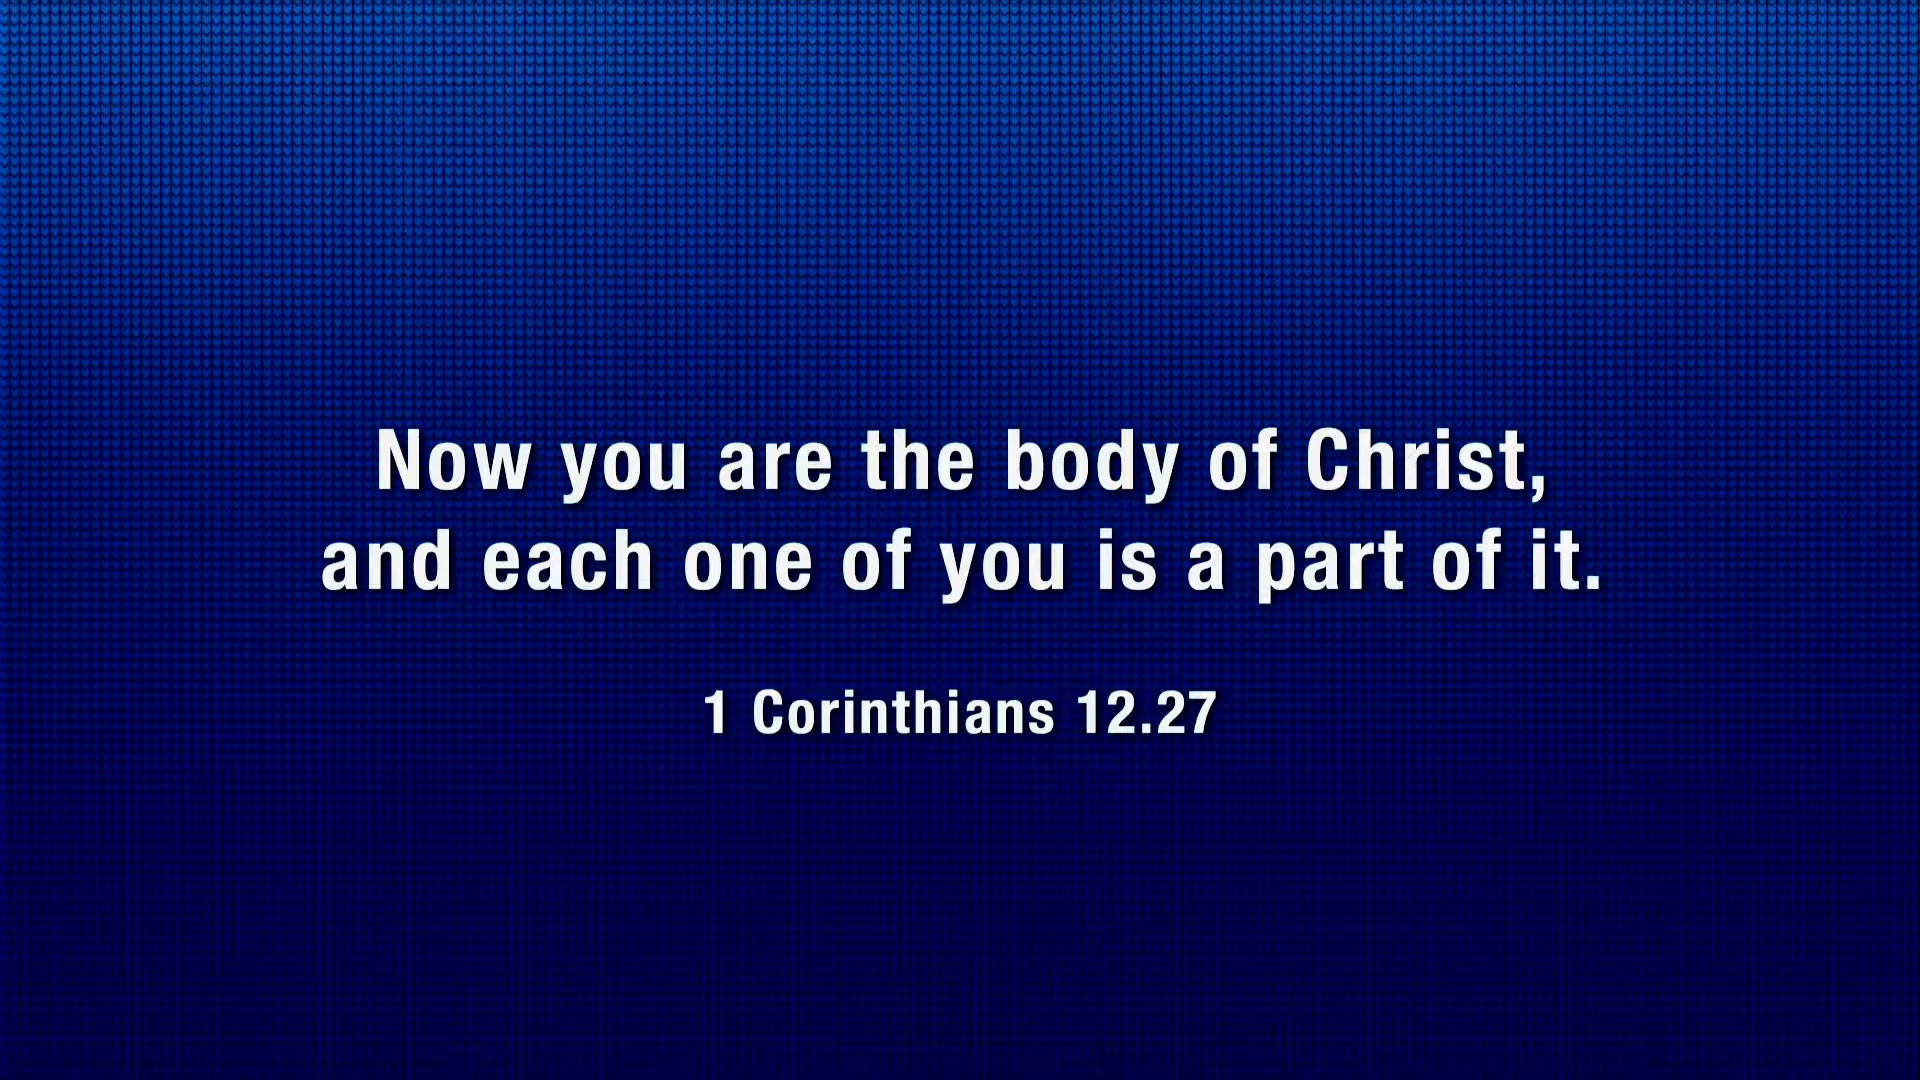 Now you are the body of Christ,
and each one of you is a part of it.
1 Corinthians 12.27